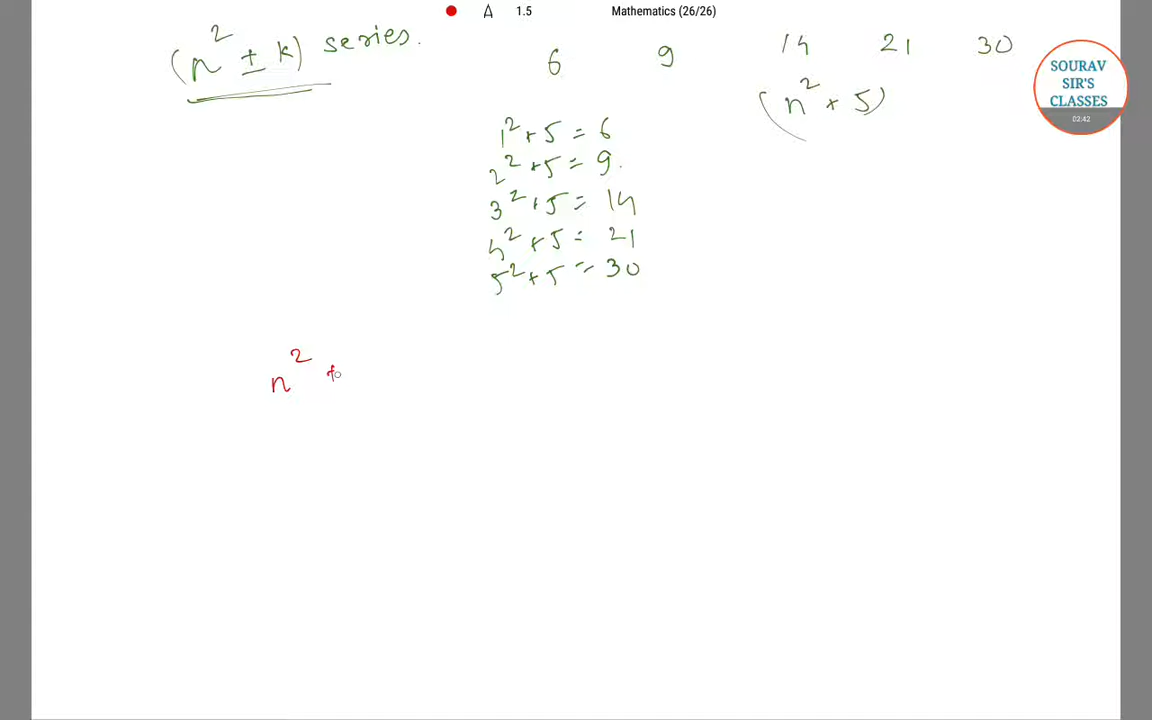 A 1.5 Mathematics (26/26)
(n² ± k) series.
6 9 14 21 30
(n² + 5)
SOURAV
SIR'S
CLASSES
02:42
1² + 5 = 6
2² + 5 = 9.
3² + 5 = 14
4² + 5 = 21
5² + 5 = 30
n² +